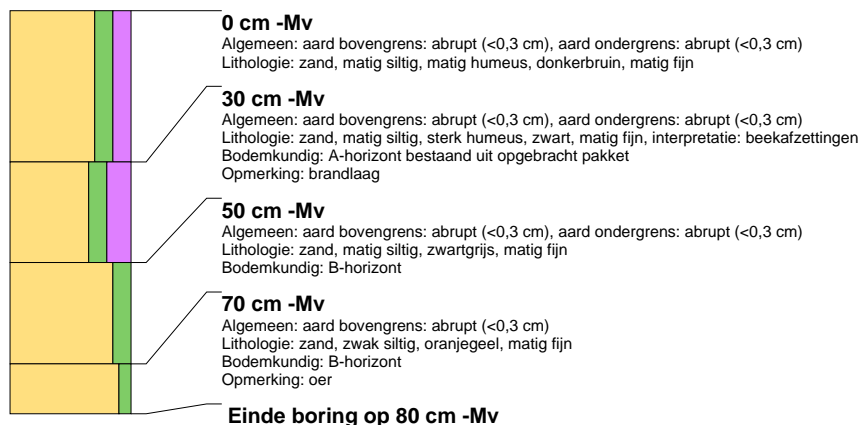 0 cm -Mv
Algemeen: aard bovengrens: abrupt (<0,3 cm), aard ondergrens: abrupt (<0,3 cm)
Lithologie: zand, matig siltig, matig humeus, donkerbruin, matig fijn
30 cm -Mv
Algemeen: aard bovengrens: abrupt (<0,3 cm), aard ondergrens: abrupt (<0,3 cm)
Lithologie: zand, matig siltig, sterk humeus, zwart, matig fijn, interpretatie: beekafzettingen
Bodemkundig: A-horizont bestaand uit opgebracht pakket
Opmerking: brandlaag
50 cm -Mv
Algemeen: aard bovengrens: abrupt (<0,3 cm), aard ondergrens: abrupt (<0,3 cm)
Lithologie: zand, matig siltig, zwartgrijs, matig fijn
Bodemkundig: B-horizont
70 cm -Mv
Algemeen: aard bovengrens: abrupt (<0,3 cm)
Lithologie: zand, zwak siltig, oranjegeel, matig fijn
Bodemkundig: B-horizont
Opmerking: oer
Einde boring op 80 cm -Mv